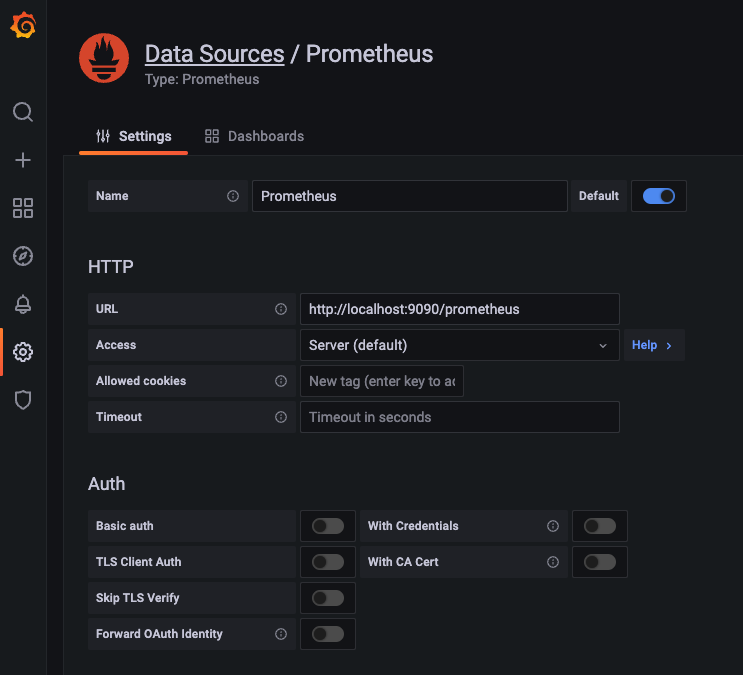 Data Sources / Prometheus
Type: Prometheus
Settings
Dashboards
Name
Prometheus
Default
HTTP
URL
http://localhost:9090/prometheus
Access
Server (default)
Help
Allowed cookies
New tag (enter key to ac
Timeout
Timeout in seconds
Auth
Basic auth
With Credentials
TLS Client Auth
With CA Cert
Skip TLS Verify
Forward OAuth Identity